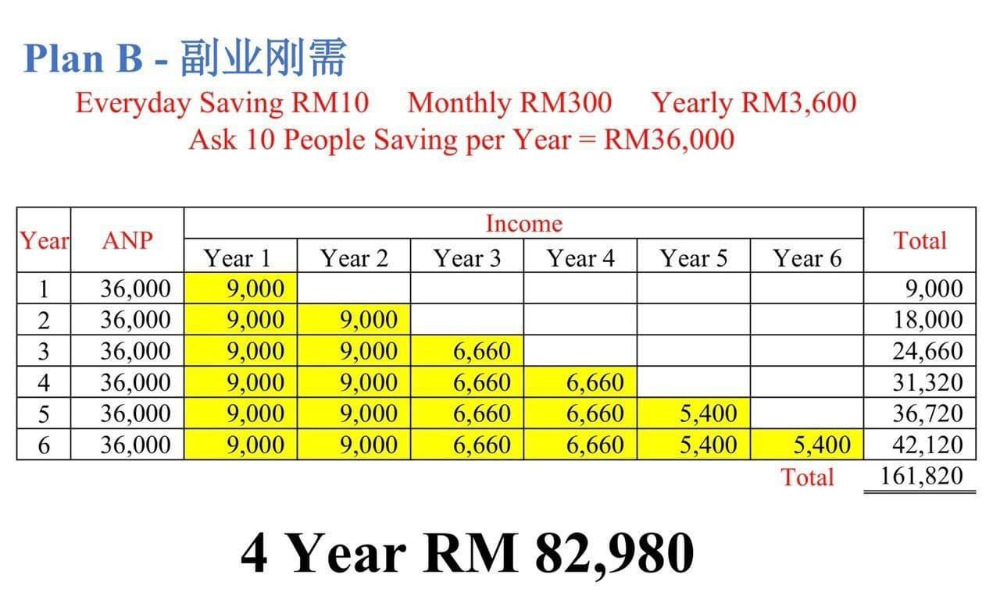 Plan B - 副业刚需
Everyday Saving RM10 Monthly RM300 Yearly RM3,600
Ask 10 People Saving per Year = RM36,000
Year ANP Income Total
Year 1 Year 2 Year 3 Year 4 Year 5 Year 6
1 36,000 9,000 9,000
2 36,000 9,000 9,000 18,000
3 36,000 9,000 9,000 6,660 24,660
4 36,000 9,000 9,000 6,660 6,660 31,320
5 36,000 9,000 9,000 6,660 6,660 5,400 36,720
6 36,000 9,000 9,000 6,660 6,660 5,400 5,400 42,120
Total 161,820
4 Year RM 82,980